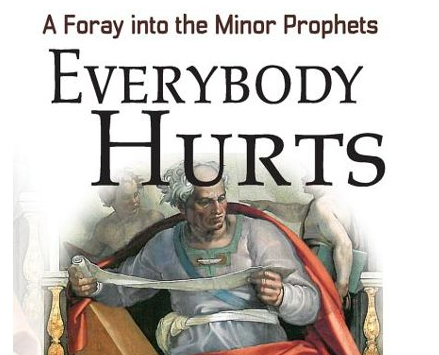 A Foray into the Minor Prophets
EVERYBODY
HURTS